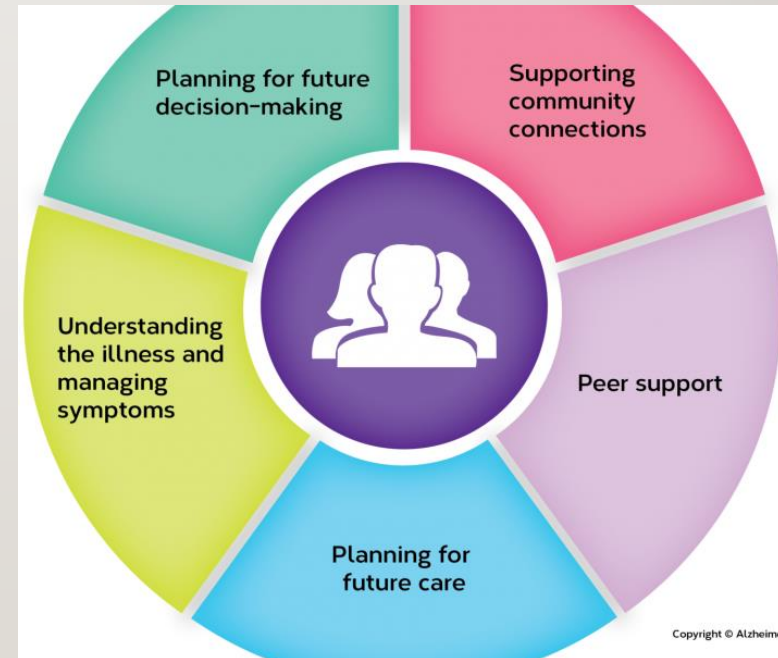 Planning for future
decision-making
Supporting
community
connections
Understanding
the illness and
managing
symptoms
Peer support
Planning for
future care
Copyright ©